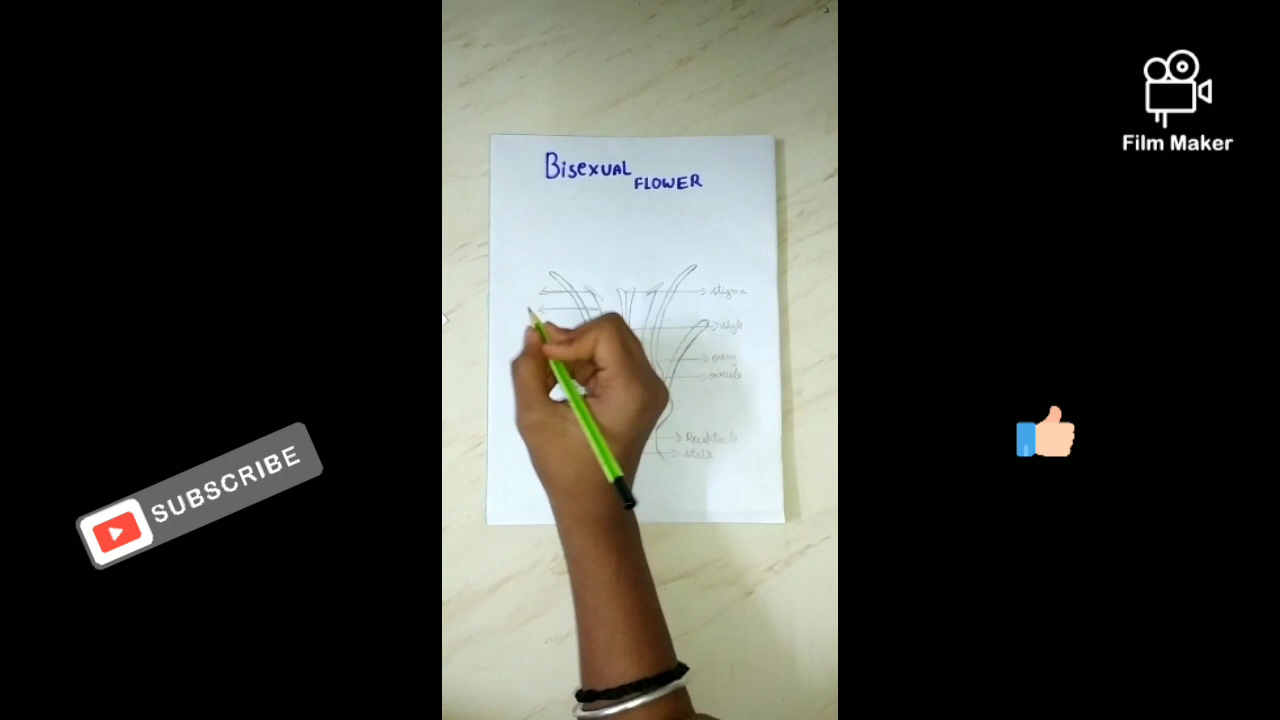 Film Maker
Bisexual
FLOWER
stigma
style
ovary
ovule
Receptacle
stalk
SUBSCRIBE